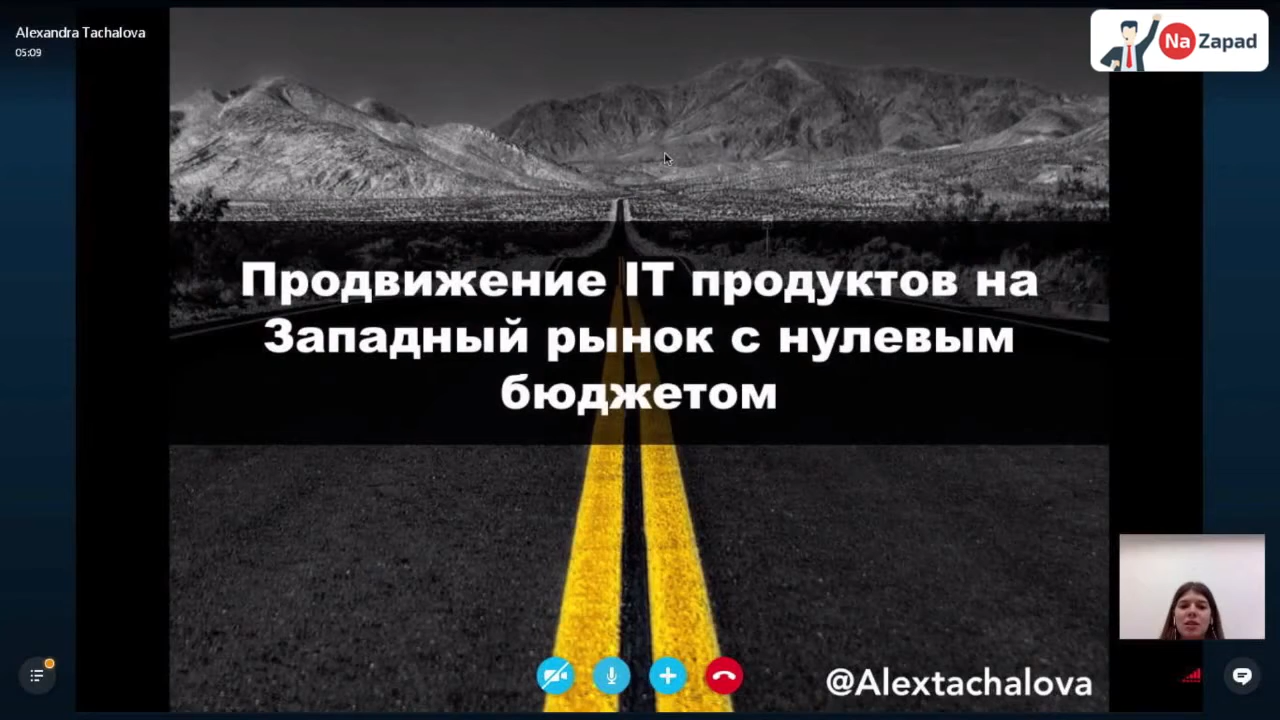 Alexandra Tachalova
05:09
Na Zapad
Продвижение IT продуктов на
Западный рынок с нулевым
бюджетом
@Alextachalova